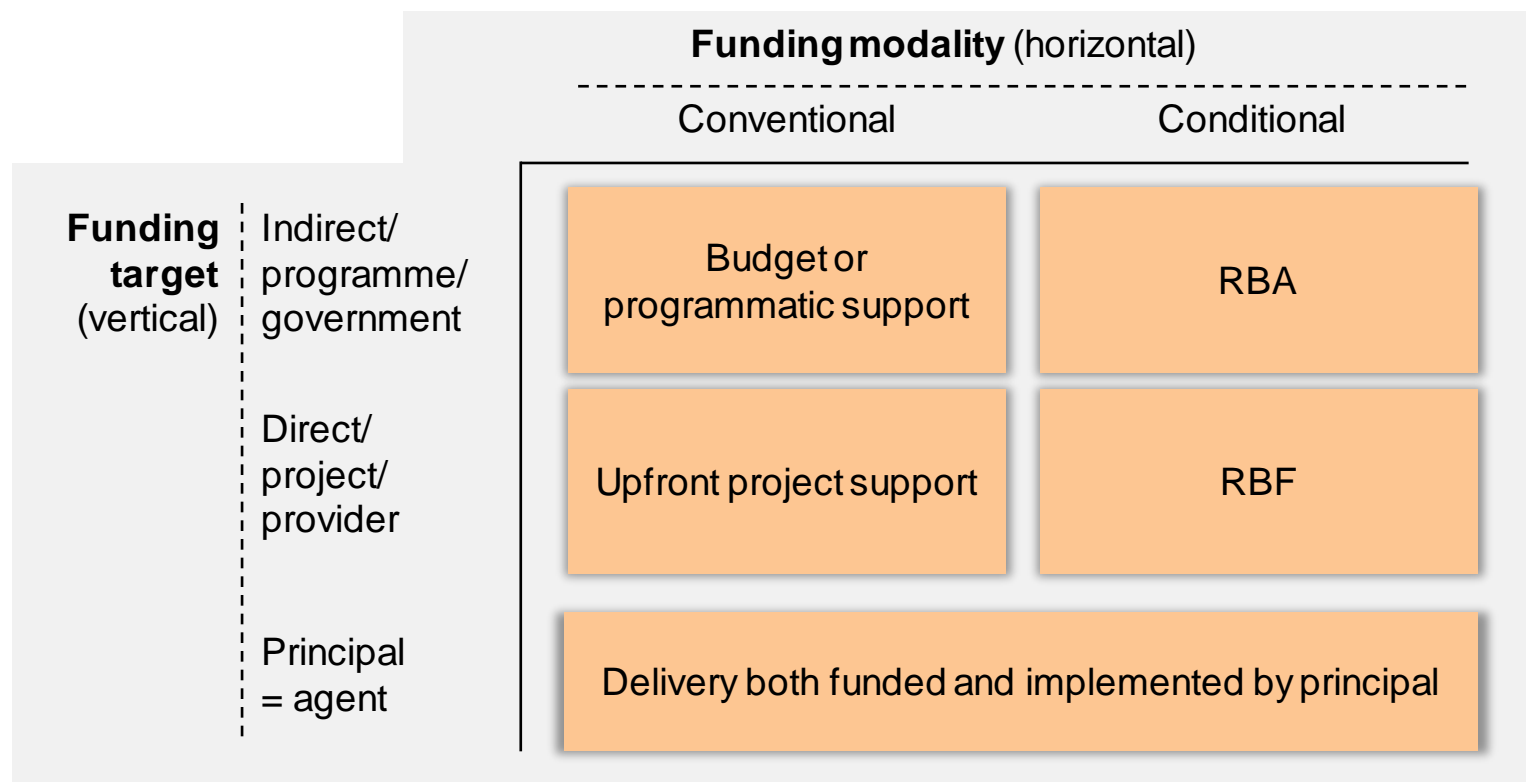 Funding modality (horizontal)
Conventional
Conditional
Funding
target
(vertical)
Indirect/
programme/
government
Budget or
programmatic support
RBA
Direct/
project/
provider
Upfront project support
RBF
Principal
= agent
Delivery both funded and implemented by principal